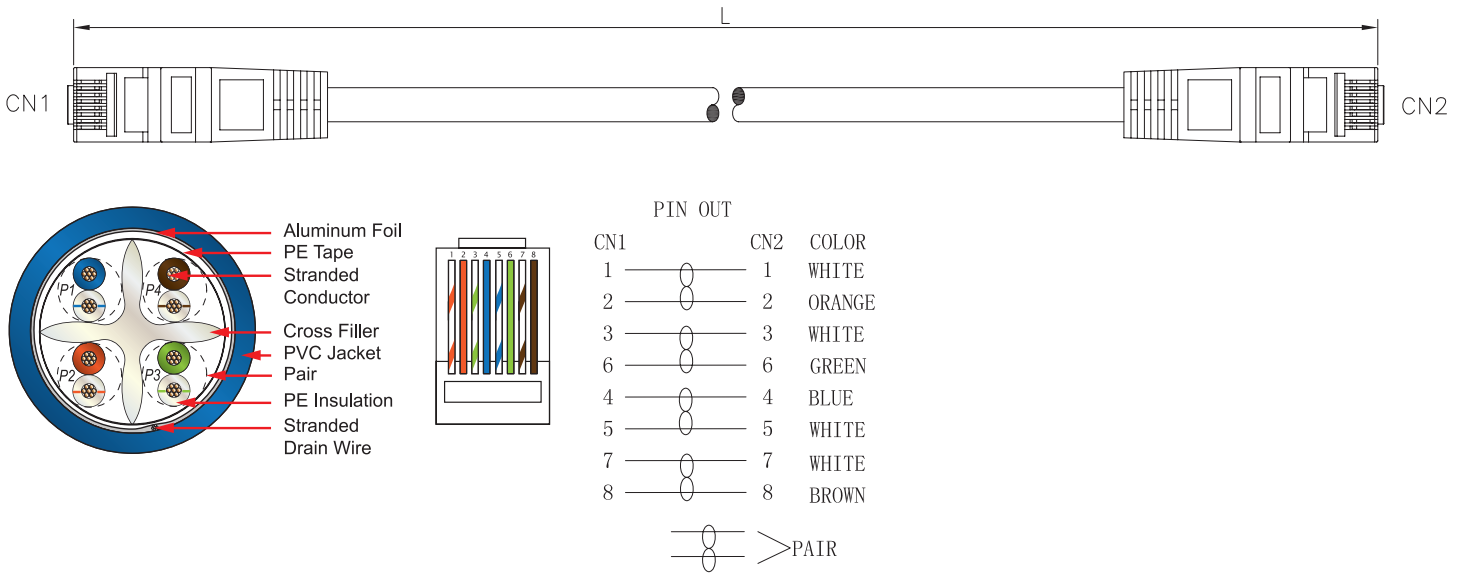 L
CN1
CN2
P1
P4
P2
P3
Aluminum Foil
PE Tape
Stranded
Conductor
Cross Filler
PVC Jacket
Pair
PE Insulation
Stranded
Drain Wire
1 2 3 4 5 6 7 8
PIN OUT
CN1 CN2 COLOR
1 1 WHITE
2 2 ORANGE
3 3 WHITE
6 6 GREEN
4 4 BLUE
5 5 WHITE
7 7 WHITE
8 8 BROWN
PAIR